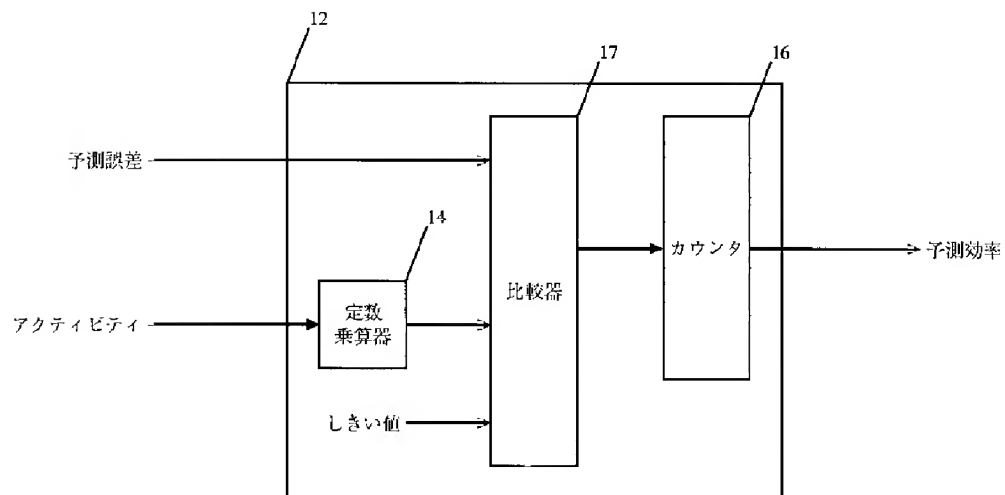 12
17
16
予測誤差
14
カウンタ
予測効率
比較器
定数
乗算器
アクティビティ
しきい値